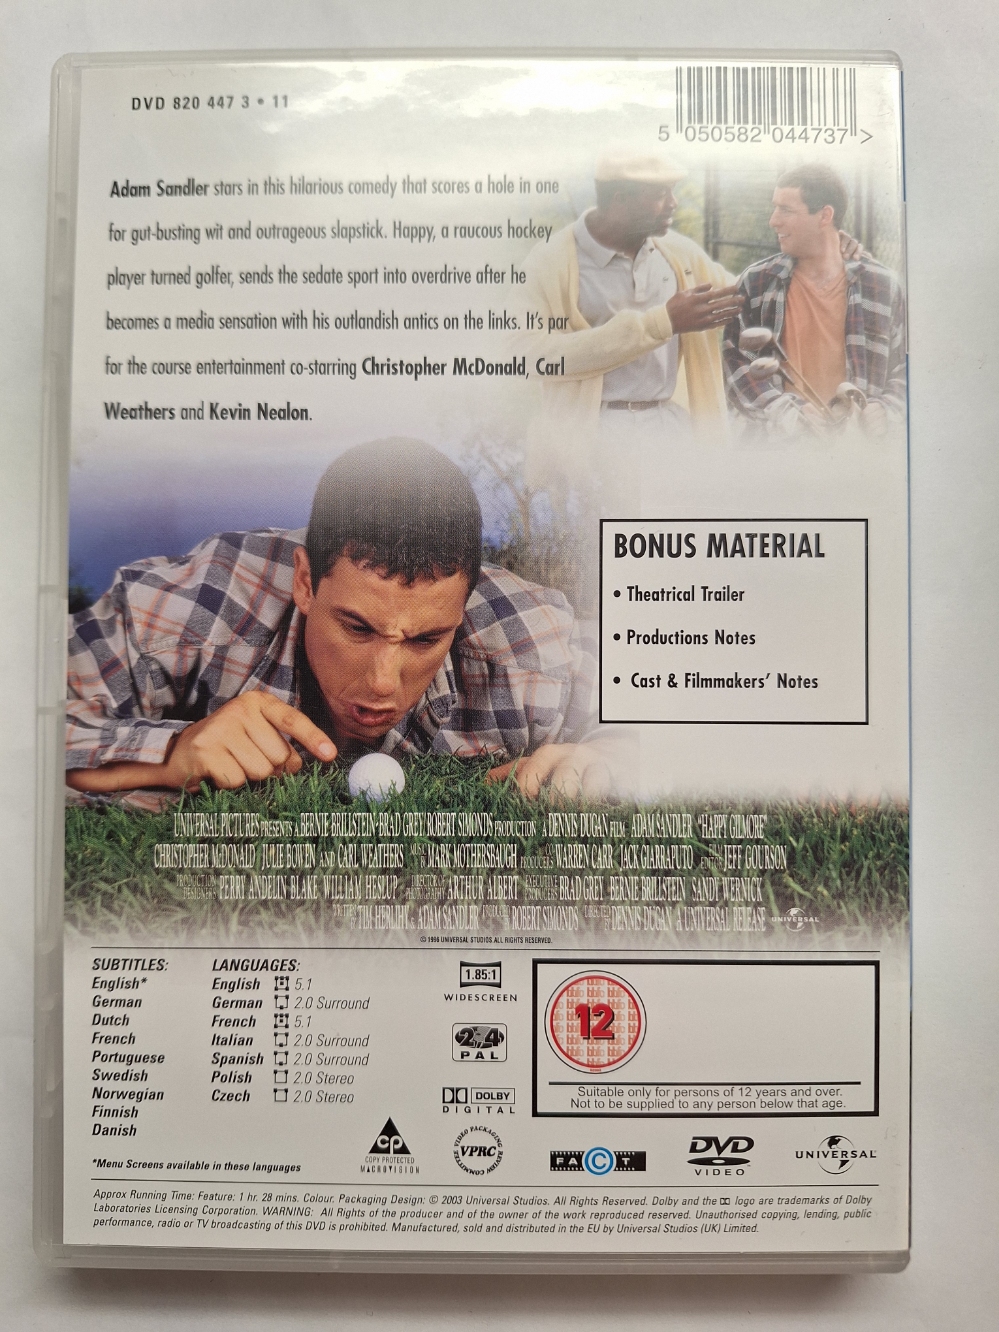 DVD 820 447 3 • 11
5 050582 044737 >
Adam Sandler stars in this hilarious comedy that scores a hole in one
for gut-busting wit and outrageous slapstick. Happy, a raucous hockey
player turned golfer, sends the sedate sport into overdrive after he
becomes a media sensation with his outlandish antics on the links. It's par
for the course entertainment co-starring Christopher McDonald, Carl
Weathers and Kevin Nealon.
BONUS MATERIAL
• Theatrical Trailer
• Productions Notes
• Cast & Filmmakers' Notes
UNIVERSAL PICTURES PRESENTS A BERNIE BRILLSTEIN-BRAD GREY/ROBERT SIMONDS PRODUCTION A DENNIS DUGAN FILM ADAM SANDLER "HAPPY GILMORE"
CHRISTOPHER McDONALD JULIE BOWEN AND CARL WEATHERS MARK MOTHERSBAUGH WARREN CARR JACK GIARRAPUTO JEFF GOURSON
PERRY ANDELIN BLAKE WILLIAM HESLUP ARTHUR ALBERT EXECUTIVE PRODUCERS BRAD GREY BERNIE BRILLSTEIN SANDY WERNICK
TIM HERLIHY & ADAM SANDLER ROBERT SIMONDS DENNIS DUGAN A UNIVERSAL RELEASE UNIVERSAL
© 1996 UNIVERSAL STUDIOS ALL RIGHTS RESERVED.
SUBTITLES:
English*
German
Dutch
French
Portuguese
Swedish
Norwegian
Finnish
Danish
LANGUAGES:
English 5.1
German 2.0 Surround
French 5.1
Italian 2.0 Surround
Spanish 2.0 Surround
Polish 2.0 Stereo
Czech 2.0 Stereo
*Menu Screens available in these languages
1.85:1
WIDESCREEN
2,4
PAL
DOLBY
DIGITAL
12
Suitable only for persons of 12 years and over.
Not to be supplied to any person below that age.
CP
COPY PROTECTED
MACROVISION
VIDEO PACKAGING REVIEW COMMITTEE
VPRC
FACT
DVD
VIDEO
UNIVERSAL
Approx Running Time: Feature: 1 hr. 28 mins. Colour. Packaging Design: © 2003 Universal Studios. All Rights Reserved. Dolby and the logo are trademarks of Dolby
Laboratories Licensing Corporation. WARNING: All Rights of the producer and of the owner of the work reproduced reserved. Unauthorised copying, lending, public
performance, radio or TV broadcasting of this DVD is prohibited. Manufactured, sold and distributed in the EU by Universal Studios (UK) Limited.